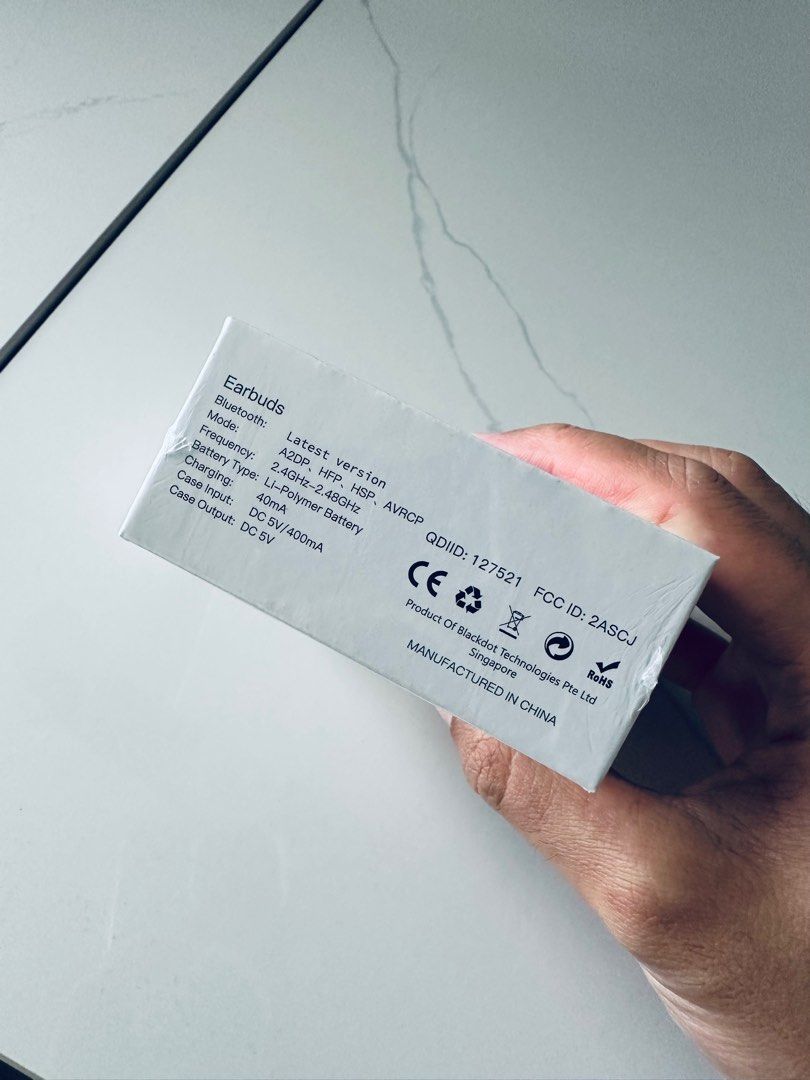 Earbuds
Bluetooth: Latest version
Mode: A2DP、HFP、HSP、AVRCP
Frequency: 2.4GHz-2.48GHz
Battery Type: Li-Polymer Battery
Charging: 40mA
Case Input: DC 5V/400mA
Case Output: DC 5V
QDIID: 127521 FCC ID: 2ASCJ
CE
RoHS
Product Of Blackdot Technologies Pte Ltd
Singapore
MANUFACTURED IN CHINA